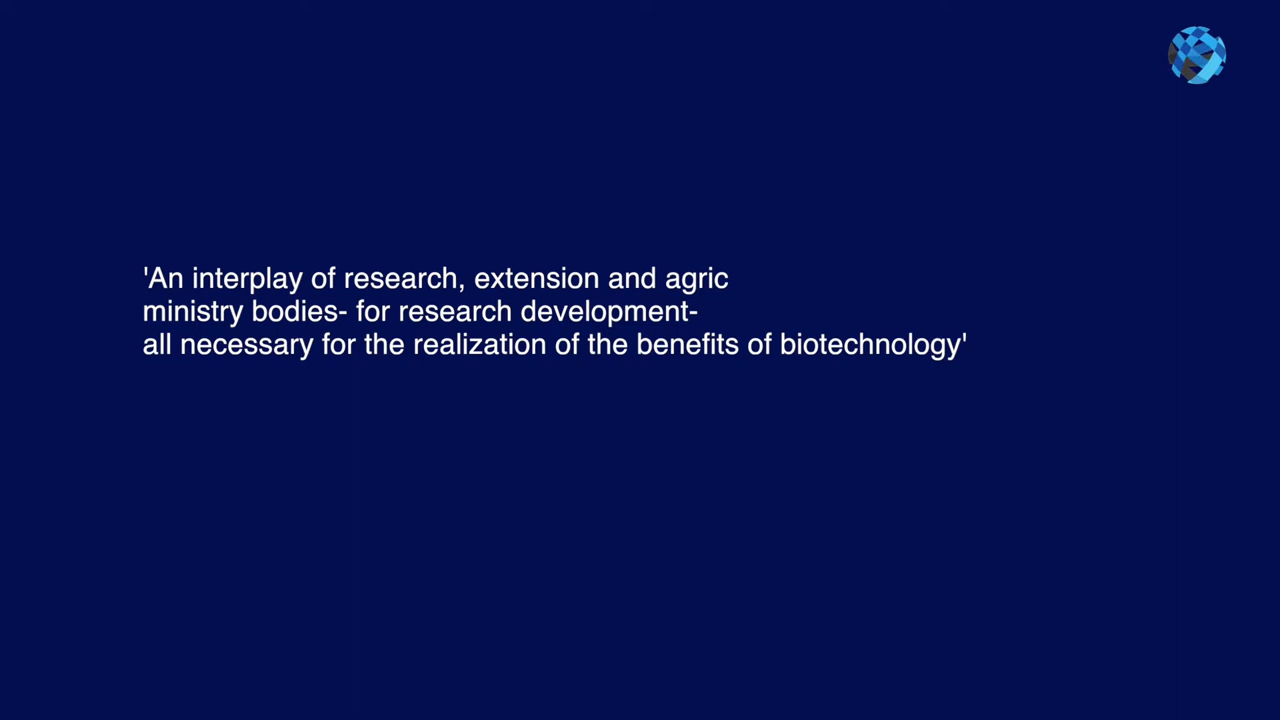 'An interplay of research, extension and agric
ministry bodies- for research development-
all necessary for the realization of the benefits of biotechnology'